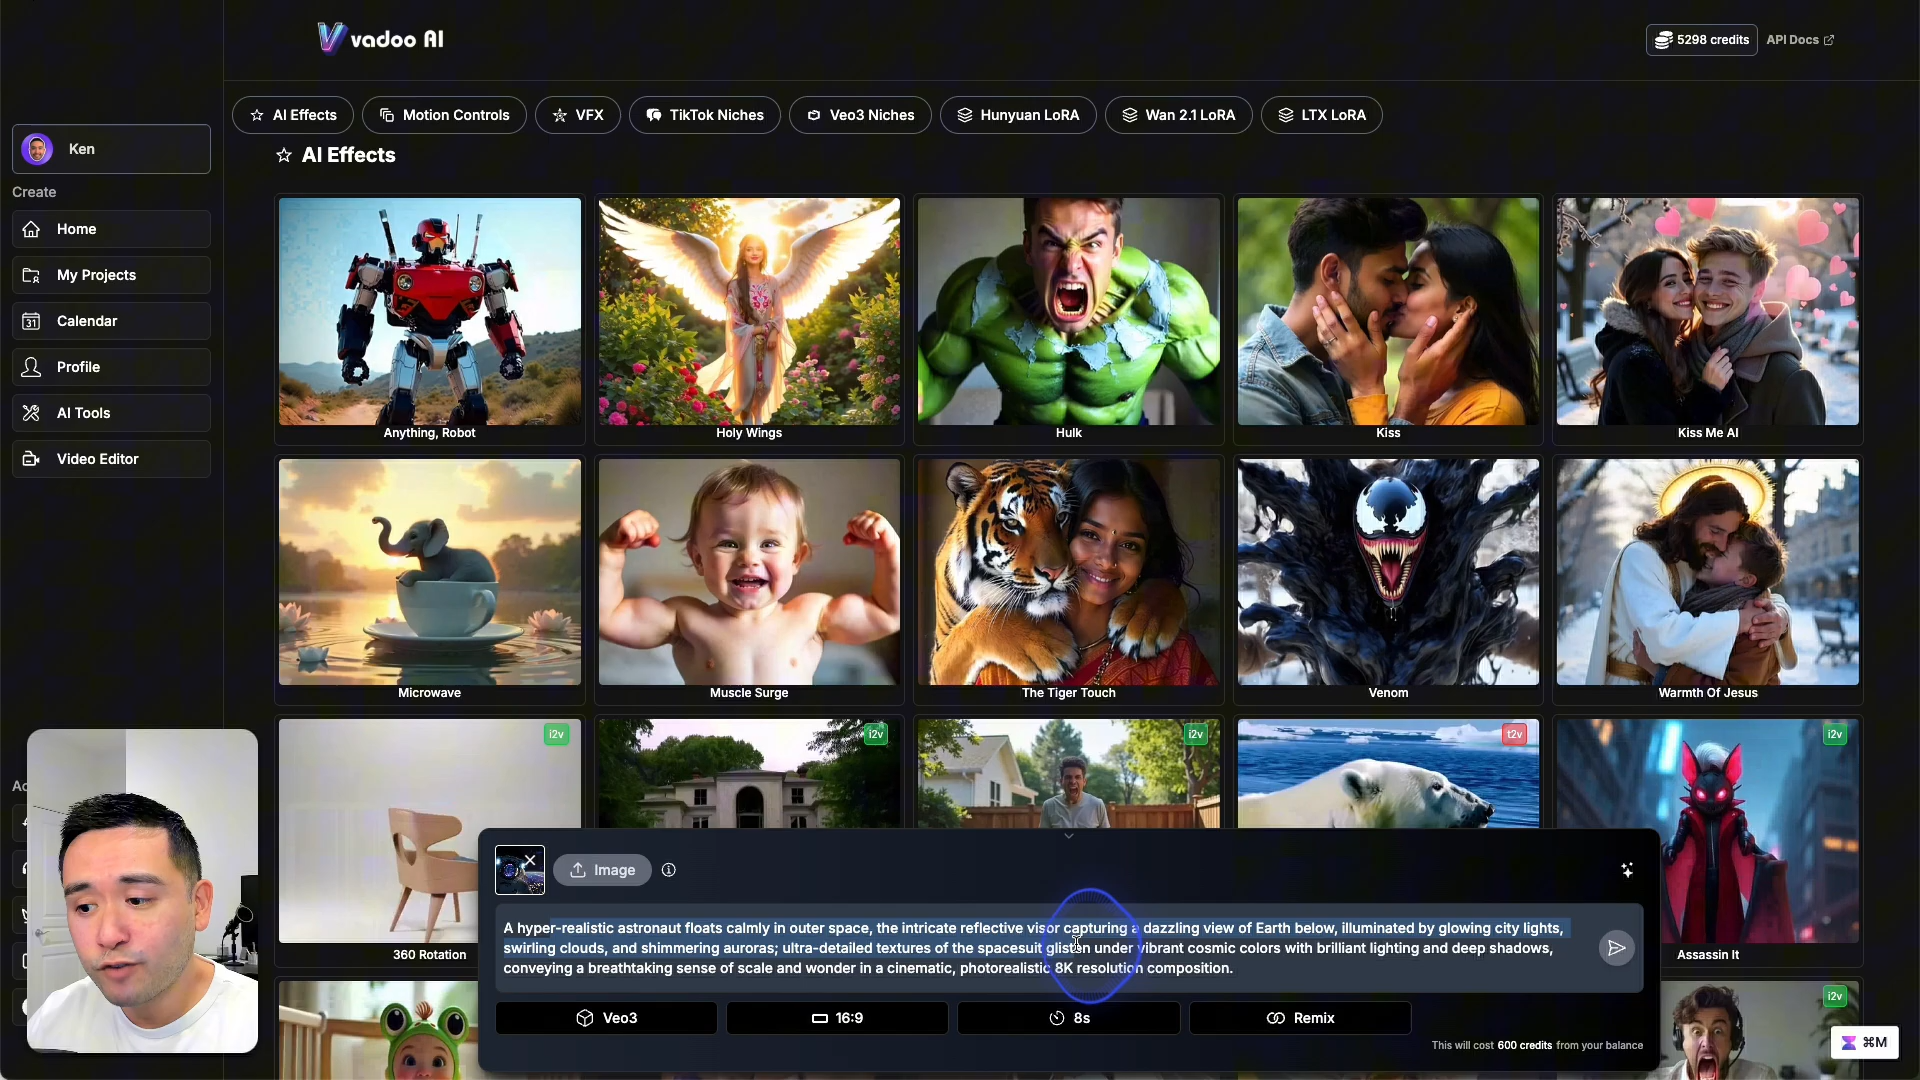 vadoo AI
5298 credits
API Docs
AI Effects
Motion Controls
VFX
TikTok Niches
Veo3 Niches
Hunyuan LoRA
Wan 2.1 LoRA
LTX LoRA
Ken
AI Effects
Create
Home
My Projects
Calendar
31
Profile
AI Tools
Video Editor
Anything, Robot
Holy Wings
Hulk
Kiss
Kiss Me AI
Microwave
Muscle Surge
The Tiger Touch
Venom
Warmth Of Jesus
i2v
i2v
i2v
t2v
i2v
360 Rotation
Assassin It
Image
A hyper-realistic astronaut floats calmly in outer space, the intricate reflective visor capturing a dazzling view of Earth below, illuminated by glowing city lights,
swirling clouds, and shimmering auroras; ultra-detailed textures of the spacesuit glisten under vibrant cosmic colors with brilliant lighting and deep shadows,
conveying a breathtaking sense of scale and wonder in a cinematic, photorealistic 8K resolution composition.
i2v
Veo3
16:9
8s
Remix
This will cost 600 credits from your balance
⌘M